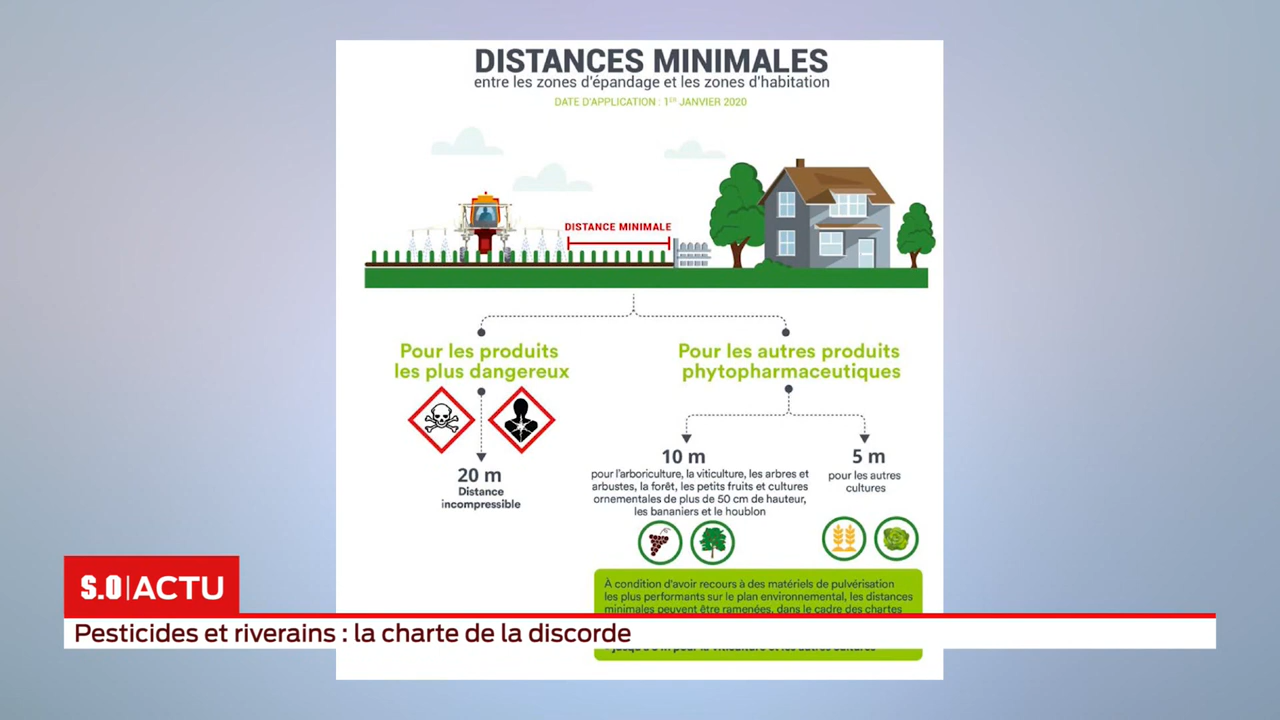 DISTANCES MINIMALES
entre les zones d'épandage et les zones d'habitation
DATE D'APPLICATION : 1ER JANVIER 2020
DISTANCE MINIMALE
Pour les produits
les plus dangereux
20 m
Distance
incompressible
Pour les autres produits
phytopharmaceutiques
10 m
pour l'arboriculture, la viticulture, les arbres et
arbustes, la forêt, les petits fruits et cultures
ornementales de plus de 50 cm de hauteur,
les bananiers et le houblon
5 m
pour les autres
cultures
À condition d'avoir recours à des matériels de pulvérisation
les plus performants sur le plan environnemental, les distances
minimales peuvent être ramenées, dans le cadre des chartes
S.O|ACTU
Pesticides et riverains : la charte de la discorde